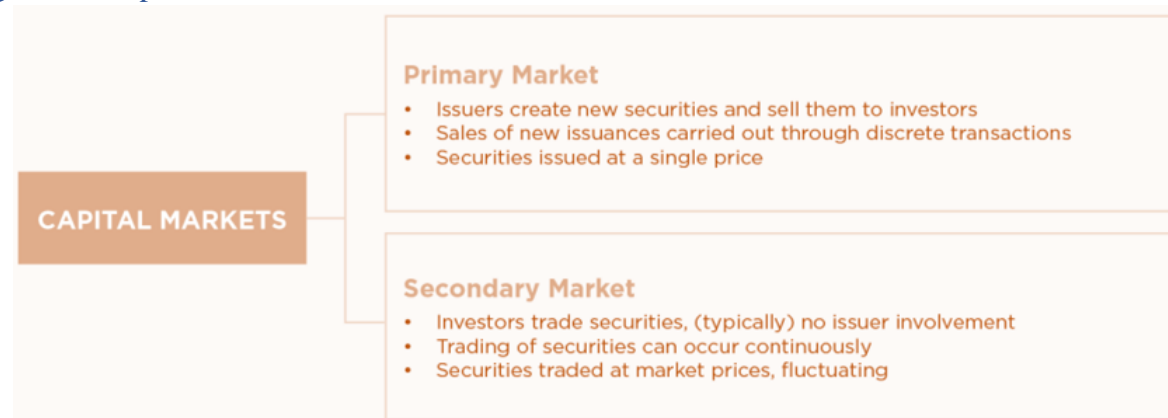 CAPITAL MARKETS
Primary Market
• Issuers create new securities and sell them to investors
• Sales of new issuances carried out through discrete transactions
• Securities issued at a single price
Secondary Market
• Investors trade securities, (typically) no issuer involvement
• Trading of securities can occur continuously
• Securities traded at market prices, fluctuating